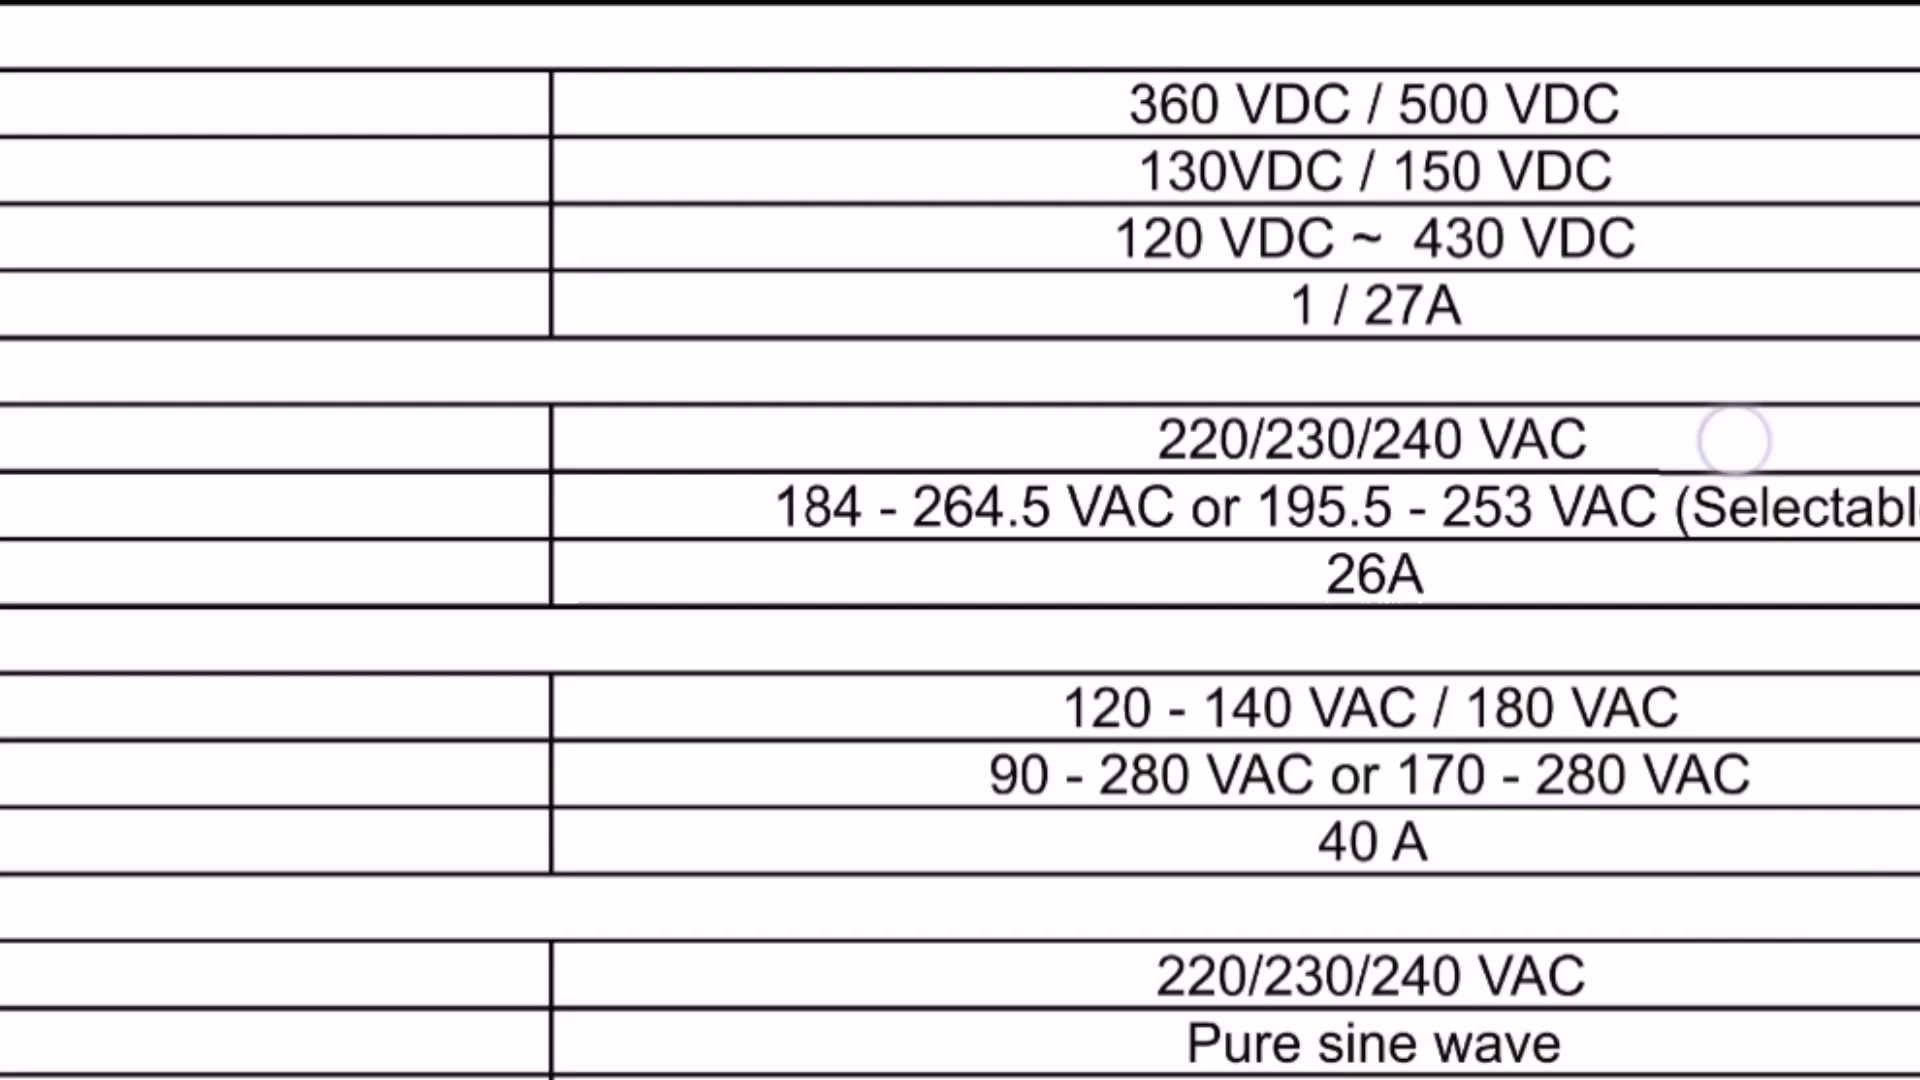 360 VDC / 500 VDC
130VDC / 150 VDC
120 VDC ~ 430 VDC
1 / 27A
220/230/240 VAC
184 - 264.5 VAC or 195.5 - 253 VAC (Selectabl
26A
120 - 140 VAC / 180 VAC
90 - 280 VAC or 170 - 280 VAC
40 A
220/230/240 VAC
Pure sine wave